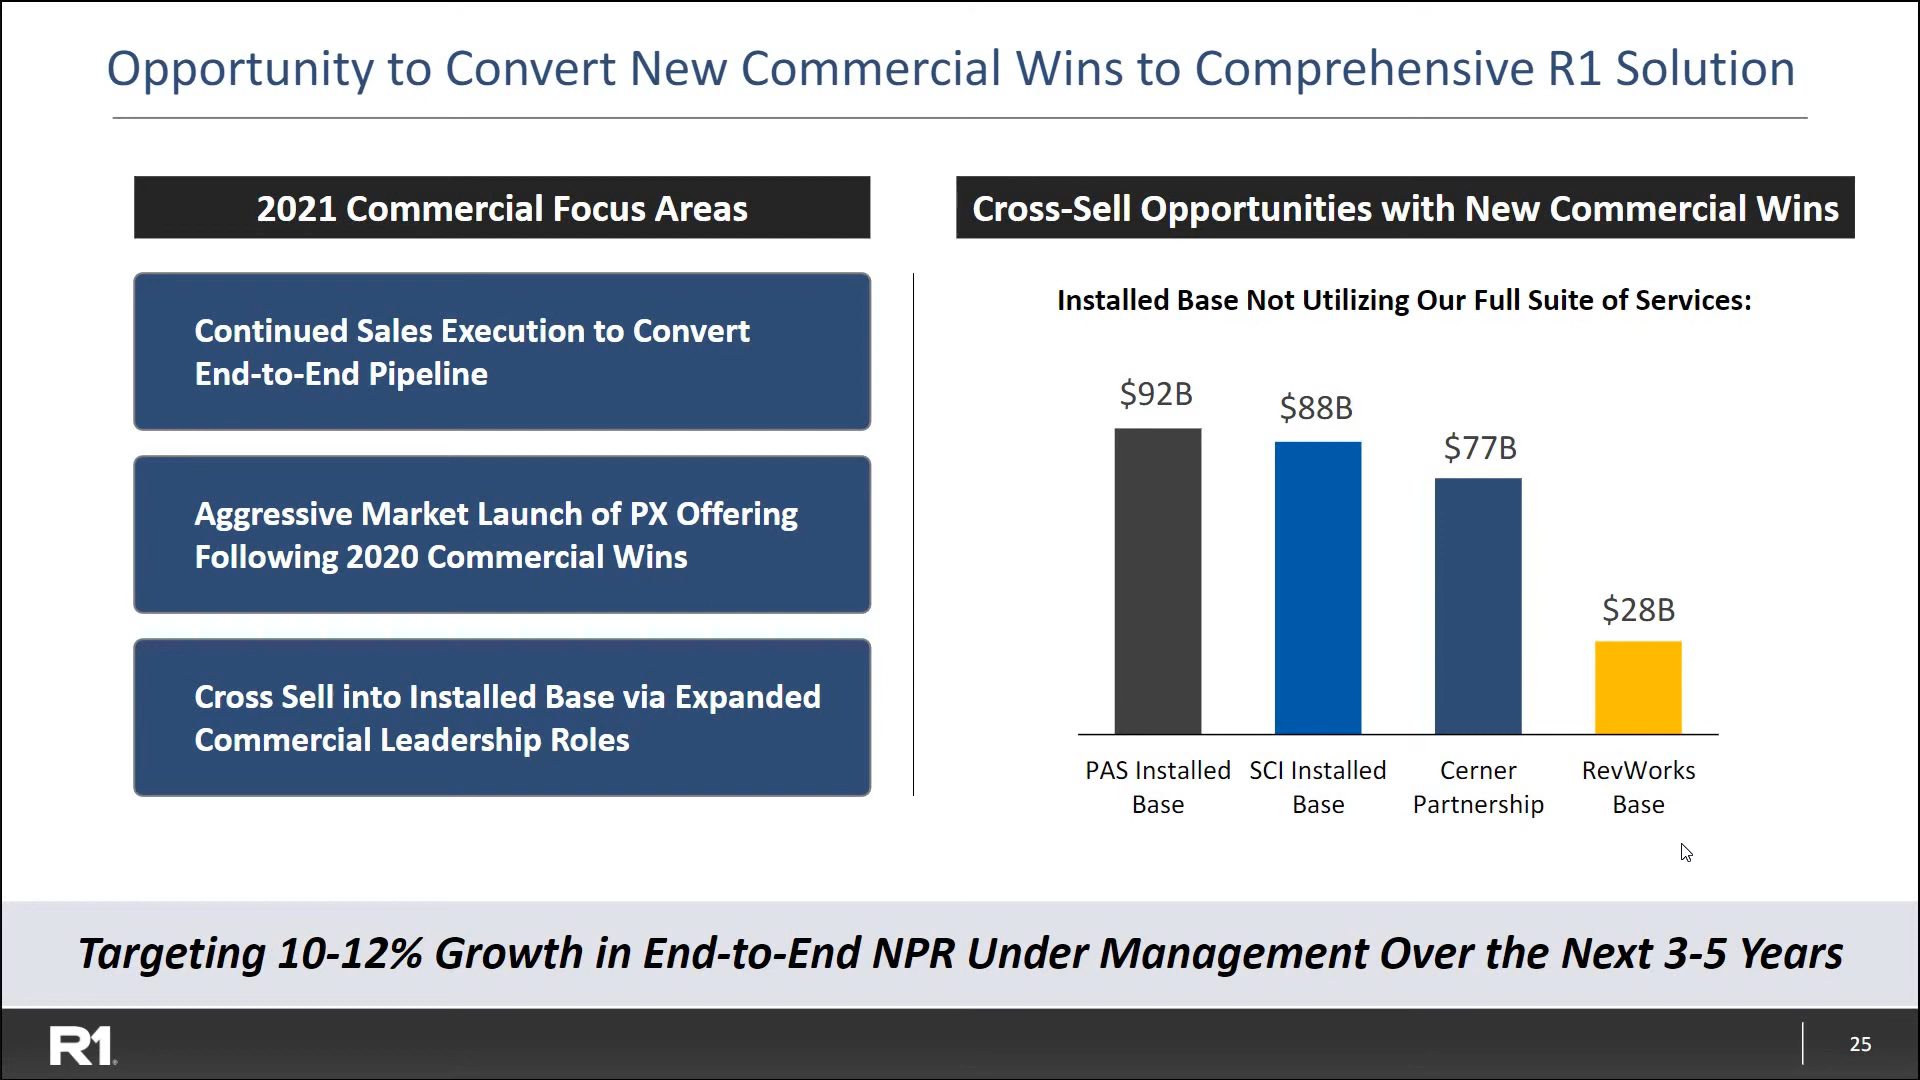 Opportunity to Convert New Commercial Wins to Comprehensive R1 Solution
2021 Commercial Focus Areas
Continued Sales Execution to Convert
End-to-End Pipeline
Aggressive Market Launch of PX Offering
Following 2020 Commercial Wins
Cross Sell into Installed Base via Expanded
Commercial Leadership Roles
Cross-Sell Opportunities with New Commercial Wins
Installed Base Not Utilizing Our Full Suite of Services:
$92B
$88B
$77B
$28B
PAS Installed
Base
SCI Installed
Base
Cerner
Partnership
RevWorks
Base
Targeting 10-12% Growth in End-to-End NPR Under Management Over the Next 3-5 Years
R1
25